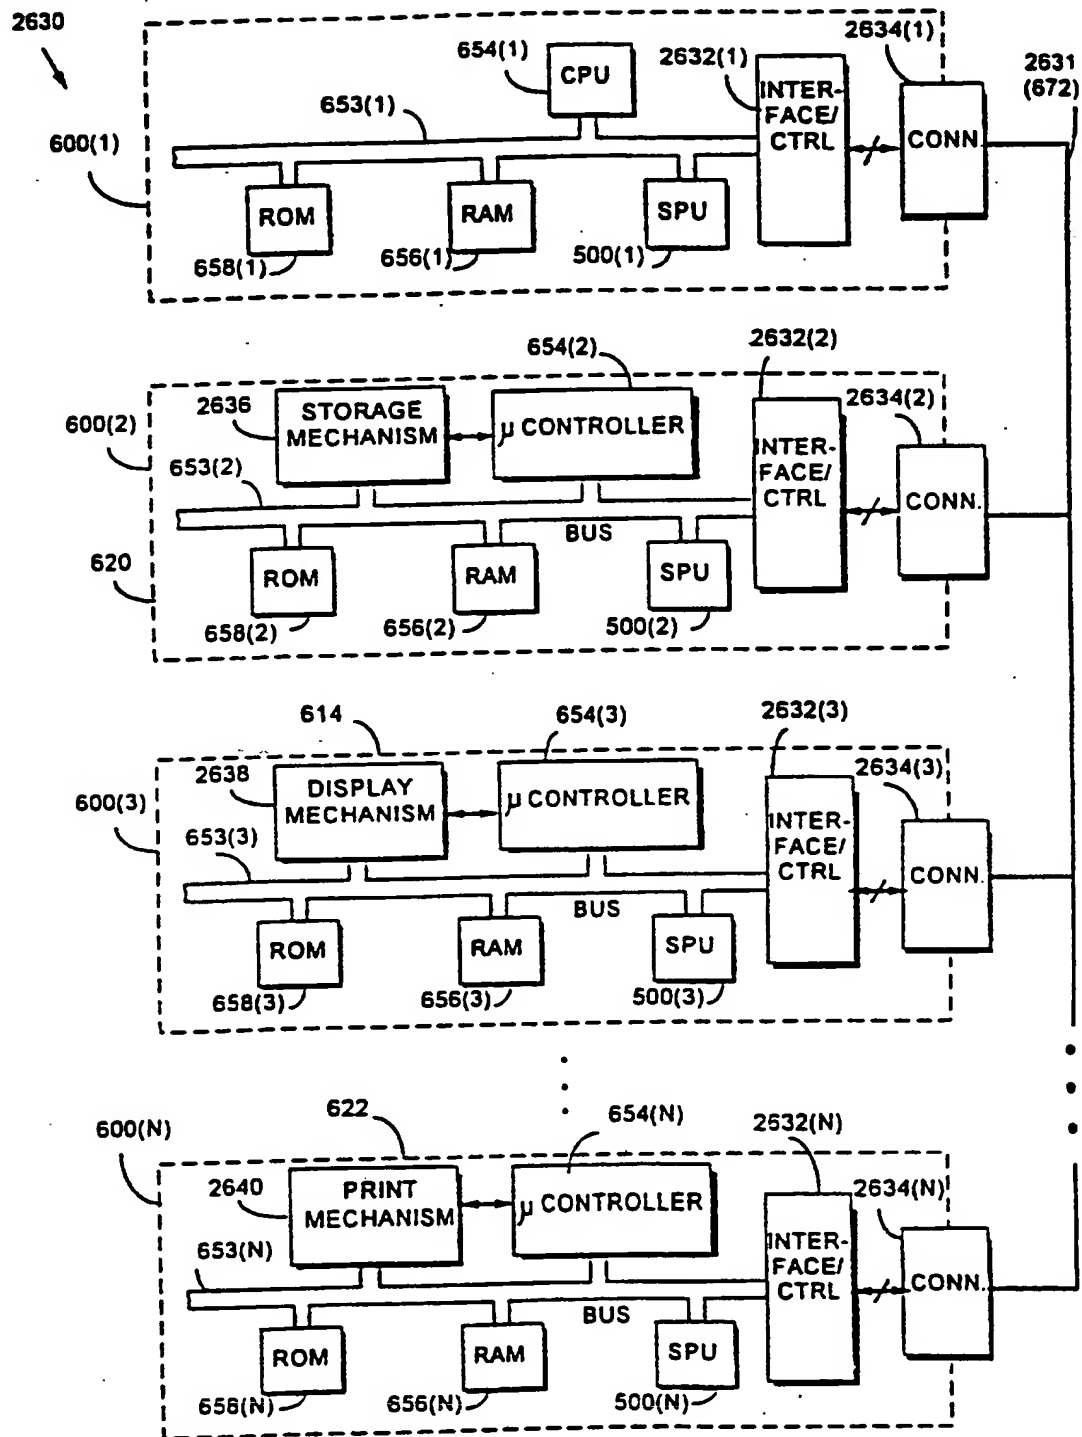 2630
654(1)
CPU
2632(1)
2634(1)
2631
(672)
653(1)
600(1)
INTER-
FACE/
CTRL
CONN.
ROM
RAM
SPU
658(1)
656(1)
500(1)
654(2)
2632(2)
600(2)
2636
STORAGE
MECHANISM
μ CONTROLLER
2634(2)
653(2)
INTER-
FACE/
CTRL
CONN.
BUS
620
ROM
RAM
SPU
658(2)
656(2)
500(2)
614
654(3)
2632(3)
600(3)
2638
DISPLAY
MECHANISM
μ CONTROLLER
2634(3)
653(3)
INTER-
FACE/
CTRL
CONN.
BUS
ROM
RAM
SPU
658(3)
656(3)
500(3)
600(N)
622
654(N)
2632(N)
2640
PRINT
MECHANISM
μ CONTROLLER
2634(N)
653(N)
INTER-
FACE/
CTRL
CONN.
BUS
ROM
RAM
SPU
658(N)
656(N)
500(N)